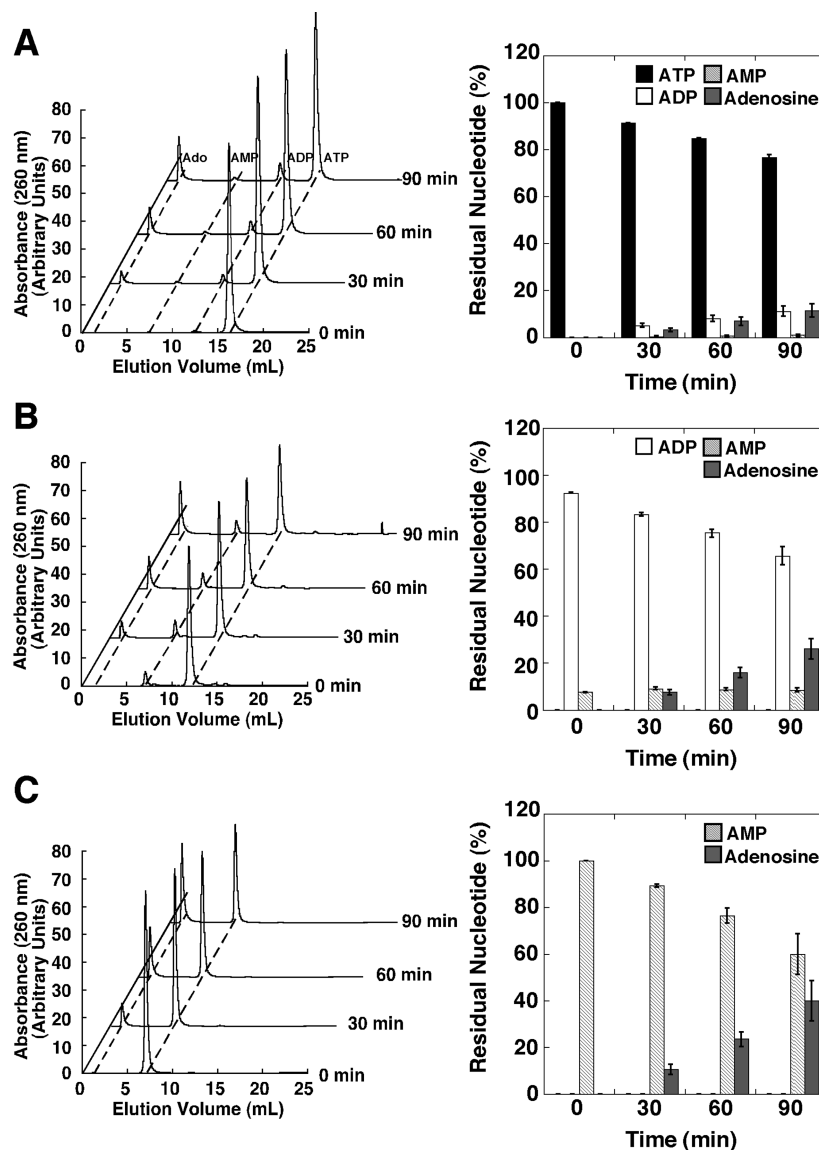 A
Absorbance (260 nm)
(Arbitrary Units)
80
70
60
50
40
30
20
10
0
Ado
AMP
ADP
ATP
90 min
60 min
30 min
0 min
0 5 10 15 20 25
Elution Volume (mL)
Residual Nucleotide (%)
120
100
80
60
40
20
0
ATP AMP
ADP Adenosine
0 30 60 90
Time (min)
B
Absorbance (260 nm)
(Arbitrary Units)
80
70
60
50
40
30
20
10
0
90 min
60 min
30 min
0 min
0 5 10 15 20 25
Elution Volume (mL)
Residual Nucleotide (%)
120
100
80
60
40
20
0
ADP AMP
Adenosine
0 30 60 90
Time (min)
C
Absorbance (260 nm)
(Arbitrary Units)
80
70
60
50
40
30
20
10
0
90 min
60 min
30 min
0 min
0 5 10 15 20 25
Elution Volume (mL)
Residual Nucleotide (%)
120
100
80
60
40
20
0
AMP
Adenosine
0 30 60 90
Time (min)